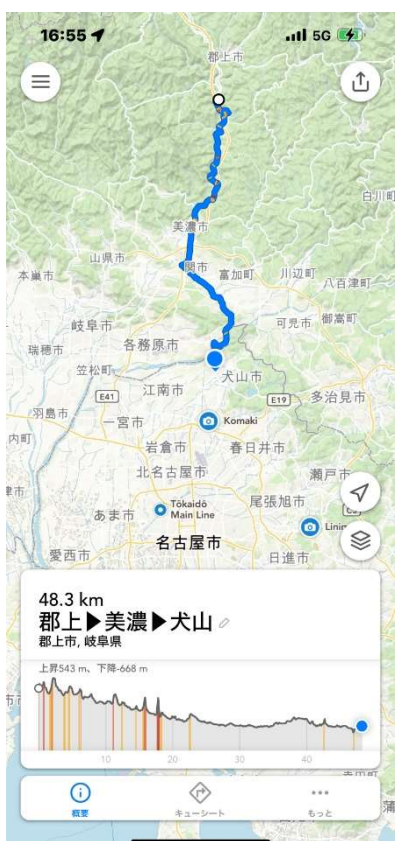 16:55
5G
郡上市
白川町
美濃市
山県市
関市
富加町
川辺町
八百津町
本巣市
岐阜市
各務原市
可児市
御嵩町
瑞穂市
笠松町
犬山市
江南市
E41
E19
多治見市
羽島市
一宮市
Komaki
岩倉市
春日井市
北名古屋市
瀬戸市
あま市
Tōkaidō
Main Line
尾張旭市
名古屋市
愛西市
日進市
48.3 km
郡上▶美濃▶犬山
郡上市, 岐阜県
上昇543 m、下降-668 m
10
20
30
40
幸田町
概要
キューシート
もっと